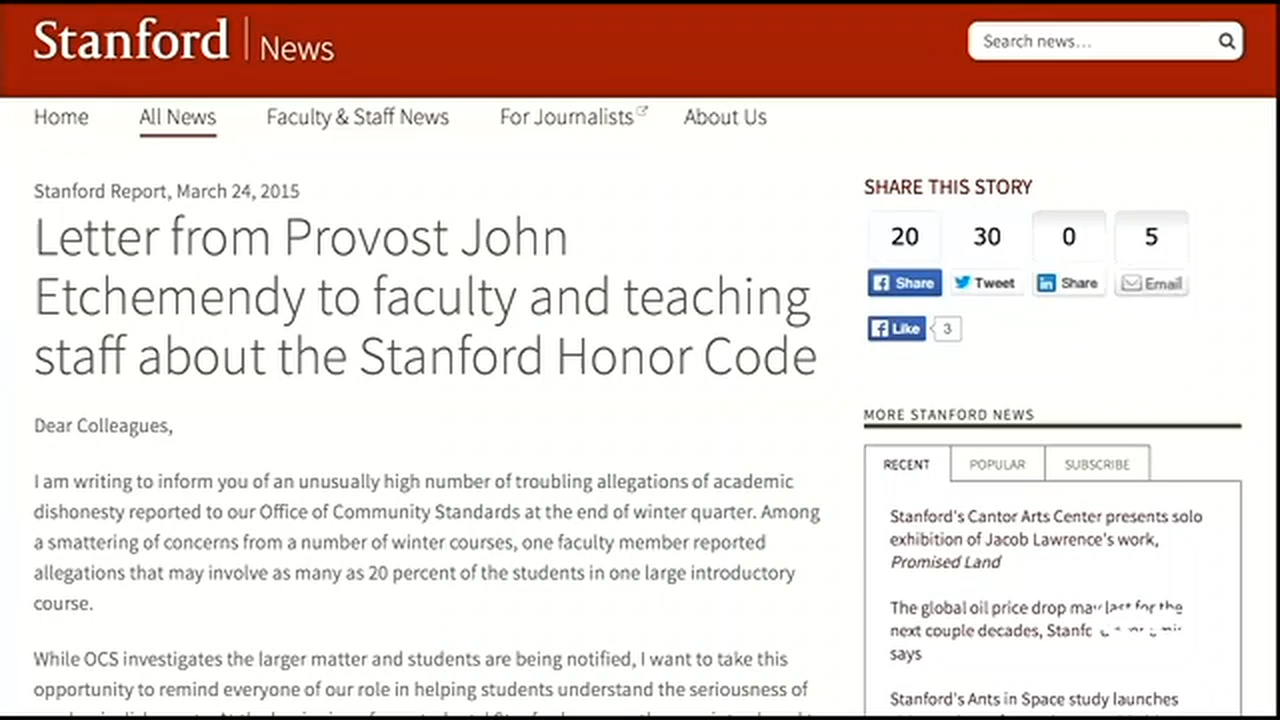 Stanford | News
Search news...
Home All News Faculty & Staff News For Journalists About Us
Stanford Report, March 24, 2015
Letter from Provost John
Etchemendy to faculty and teaching
staff about the Stanford Honor Code
Dear Colleagues,
I am writing to inform you of an unusually high number of troubling allegations of academic
dishonesty reported to our Office of Community Standards at the end of winter quarter. Among
a smattering of concerns from a number of winter courses, one faculty member reported
allegations that may involve as many as 20 percent of the students in one large introductory
course.
While OCS investigates the larger matter and students are being notified, I want to take this
opportunity to remind everyone of our role in helping students understand the seriousness of
SHARE THIS STORY
20 30 0 5
Share Tweet Share Email
Like 3
MORE STANFORD NEWS
RECENT POPULAR SUBSCRIBE
Stanford's Cantor Arts Center presents solo
exhibition of Jacob Lawrence's work,
Promised Land
The global oil price drop may last for the
next couple decades,
says
Stanford's Ants in Space study launches